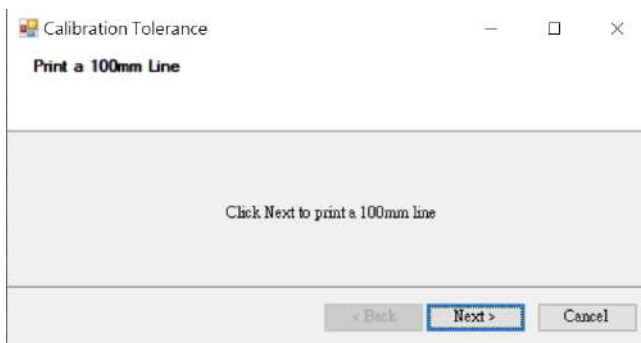 Calibration Tolerance
Print a 100mm Line
Click Next to print a 100mm line
< Back
Next >
Cancel